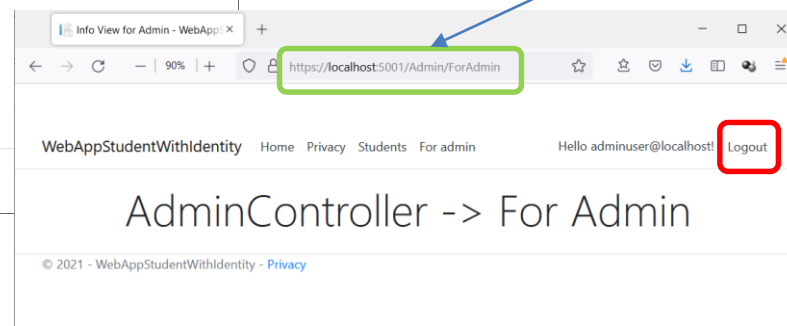 Info View for Admin - WebApp
90%
https://localhost:5001/Admin/ForAdmin
WebAppStudentWithIdentity Home Privacy Students For admin Hello adminuser@localhost! Logout
AdminController -> For Admin
© 2021 - WebAppStudentWithIdentity - Privacy